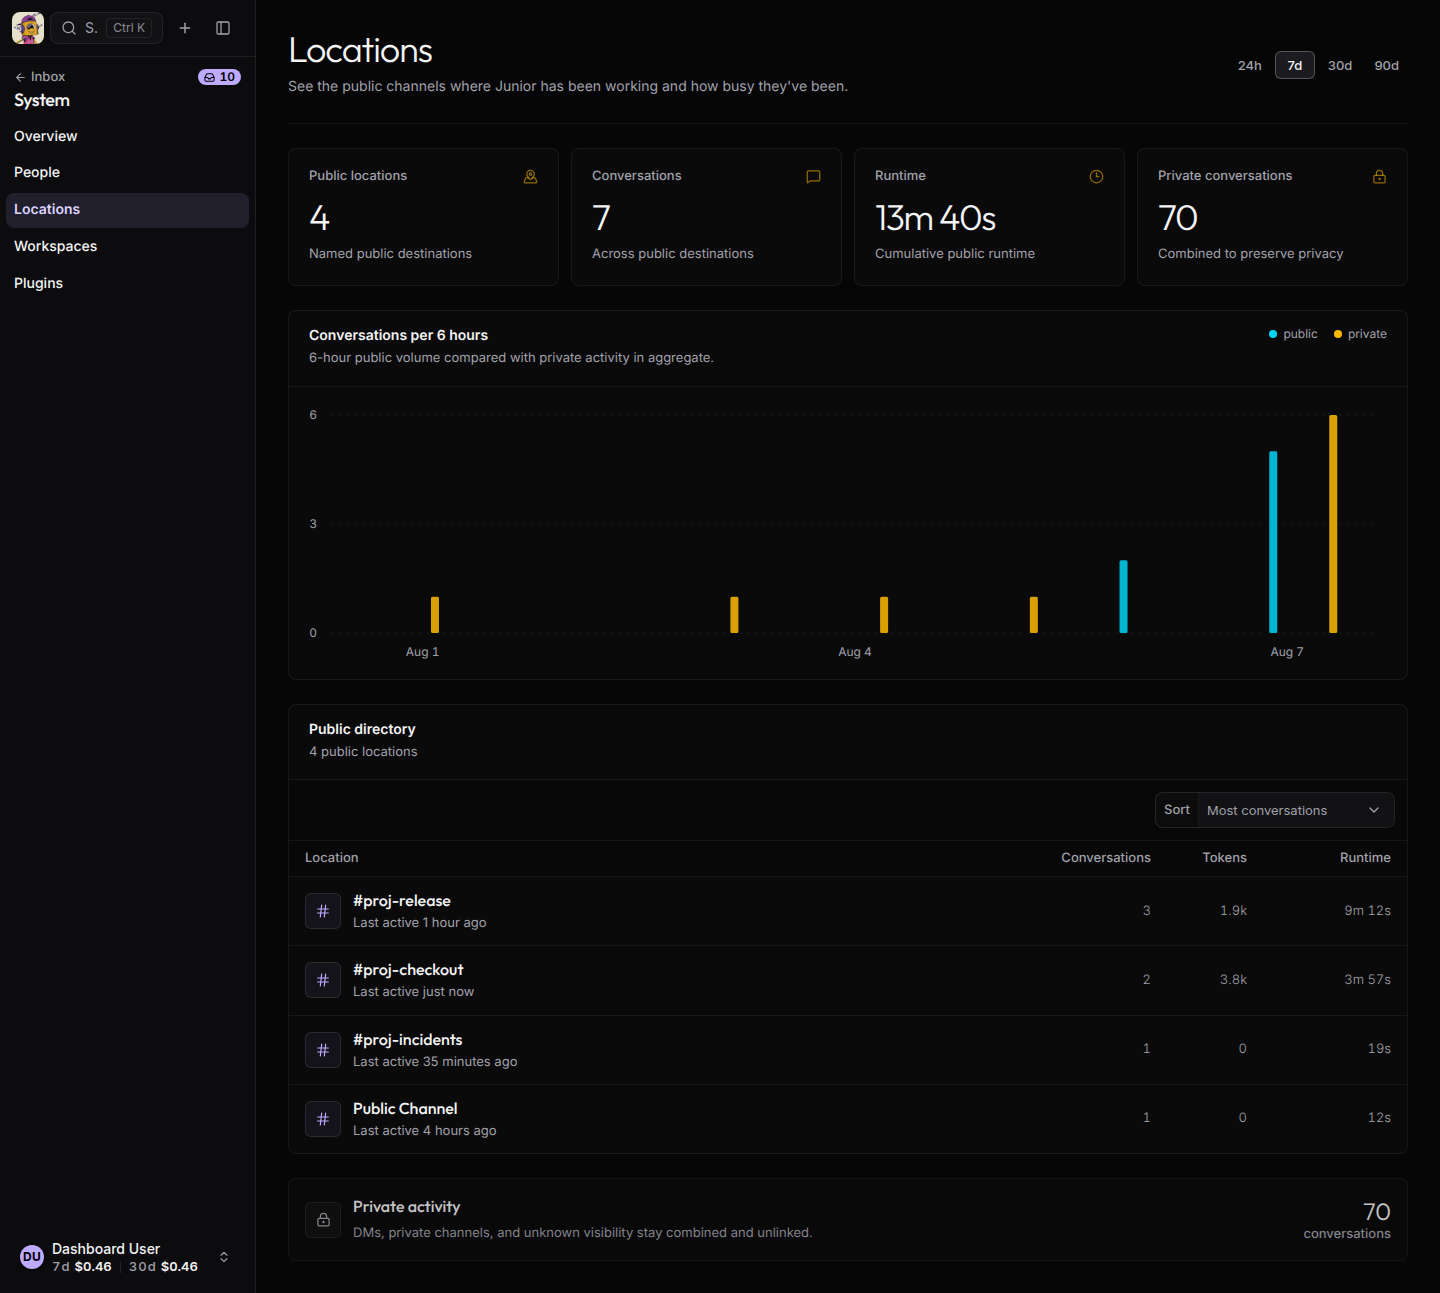 S. Ctrl K
Inbox 10
System
Overview
People
Locations
Workspaces
Plugins
Dashboard User
DU
7d $0.46 30d $0.46
Locations
See the public channels where Junior has been working and how busy they've been.
24h 7d 30d 90d
Public locations
4
Named public destinations
Conversations
7
Across public destinations
Runtime
13m 40s
Cumulative public runtime
Private conversations
70
Combined to preserve privacy
Conversations per 6 hours
6-hour public volume compared with private activity in aggregate.
public private
6
3
0
Aug 1 Aug 4 Aug 7
Public directory
4 public locations
Sort Most conversations
Location Conversations Tokens Runtime
#proj-release
Last active 1 hour ago
3 1.9k 9m 12s
#proj-checkout
Last active just now
2 3.8k 3m 57s
#proj-incidents
Last active 35 minutes ago
1 0 19s
Public Channel
Last active 4 hours ago
1 0 12s
Private activity
DMs, private channels, and unknown visibility stay combined and unlinked.
70
conversations